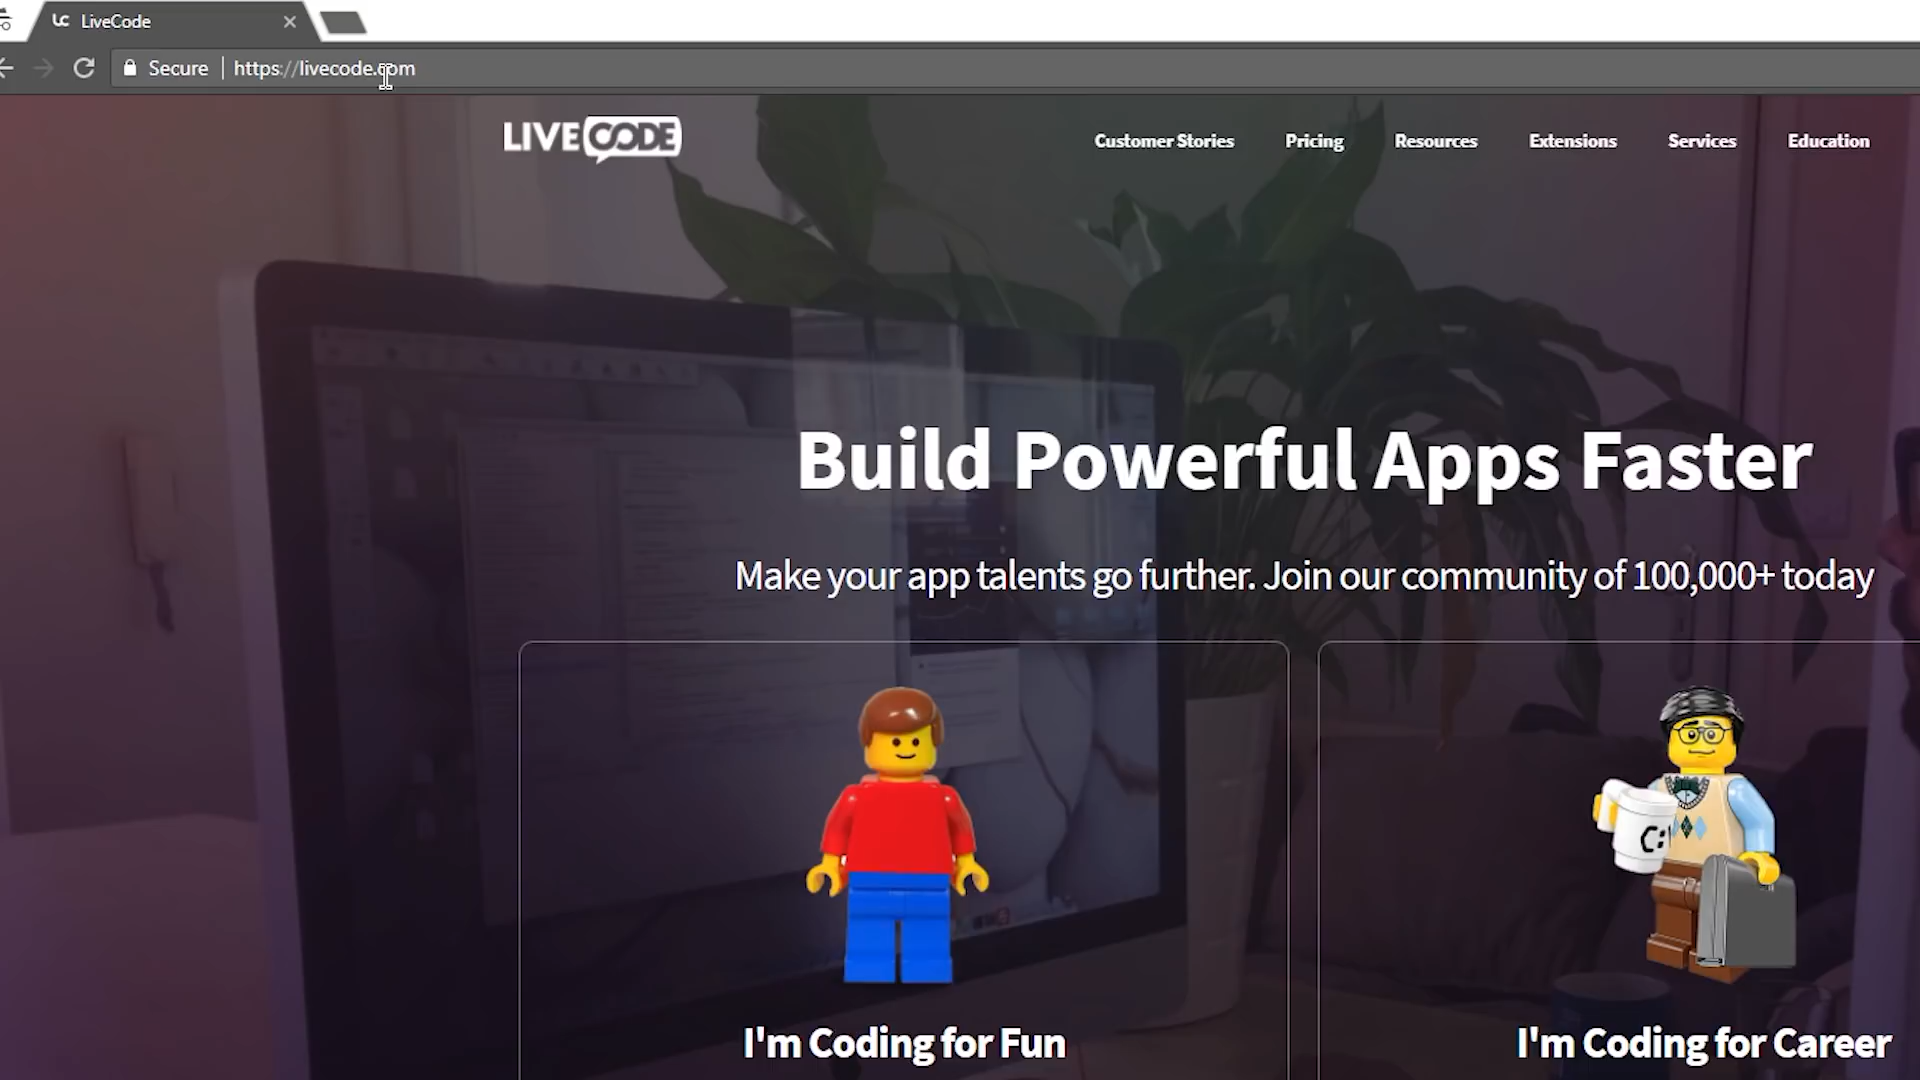 LiveCode
Secure https://livecode.com
LIVECODE
Customer Stories Pricing Resources Extensions Services Education
Build Powerful Apps Faster
Make your app talents go further. Join our community of 100,000+ today
C:\
I'm Coding for Fun
I'm Coding for Career